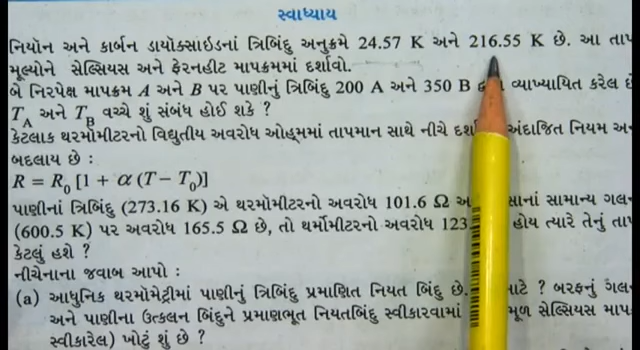 સ્વાધ્યાય
નિયૉન અને કાર્બન ડાયૉક્સાઇડનાં ત્રિબિંદુ અનુક્રમે 24.57 K અને 216.55 K છે. આ તાપ
મૂલ્યોને સેલ્સિયસ અને ફેરનહીટ માપક્રમમાં દર્શાવો.
બે નિરપેક્ષ માપક્રમ A અને B પર પાણીનું ત્રિબિંદુ 200 A અને 350 B વ્યાખ્યાયિત કરેલ
T_A અને T_B વચ્ચે શું સંબંધ હોઈ શકે ?
કેટલાક થરમૉમીટરનો વિદ્યુતીય અવરોધ ઓહ્મમાં તાપમાન સાથે નીચે અંદાજિત નિયમ
બદલાય છે :
R = R_0 [1 + α (T – T_0)]
પાણીનાં ત્રિબિંદુ (273.16 K) એ થરમૉમીટરનો અવરોધ 101.6 Ω સાનાં સામાન્ય ગલન
(600.5 K) પર અવરોધ 165.5 Ω છે, તો થર્મોમીટરનો અવરોધ 123 હોય ત્યારે તેનું તાપ
કેટલું હશે ?
નીચેનાના જવાબ આપો :
(a) આધુનિક થરમૉમેટ્રીમાં પાણીનું ત્રિબિંદુ પ્રમાણિત નિયત બિંદુ છે. માટે ? બરફનું ગલન
અને પાણીના ઉત્કલન બિંદુને પ્રમાણભૂત નિયતબિંદુ સ્વીકારવામાં મૂળ સેલ્સિયસ માપ
સ્વીકારેલ) ખોટું શું છે ?